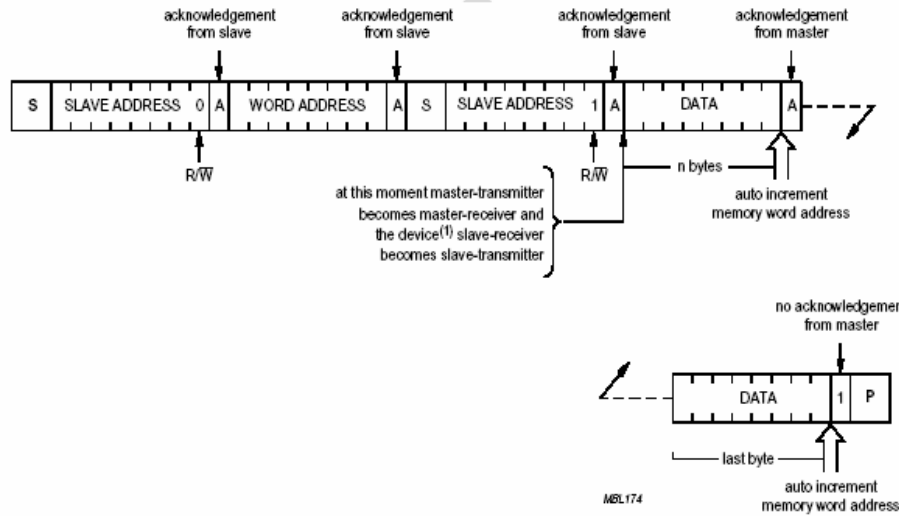 acknowledgement acknowledgement acknowledgement acknowledgement
from slave from slave from slave from master
S SLAVE ADDRESS 0 A WORD ADDRESS A S SLAVE ADDRESS 1 A DATA A
R/W̅ R/W̅ n bytes
at this moment master-transmitter auto increment
becomes master-receiver and memory word address
the device(1) slave-receiver
becomes slave-transmitter
no acknowledgemen
from master
DATA 1 P
last byte
auto increment
memory word address
MBL174